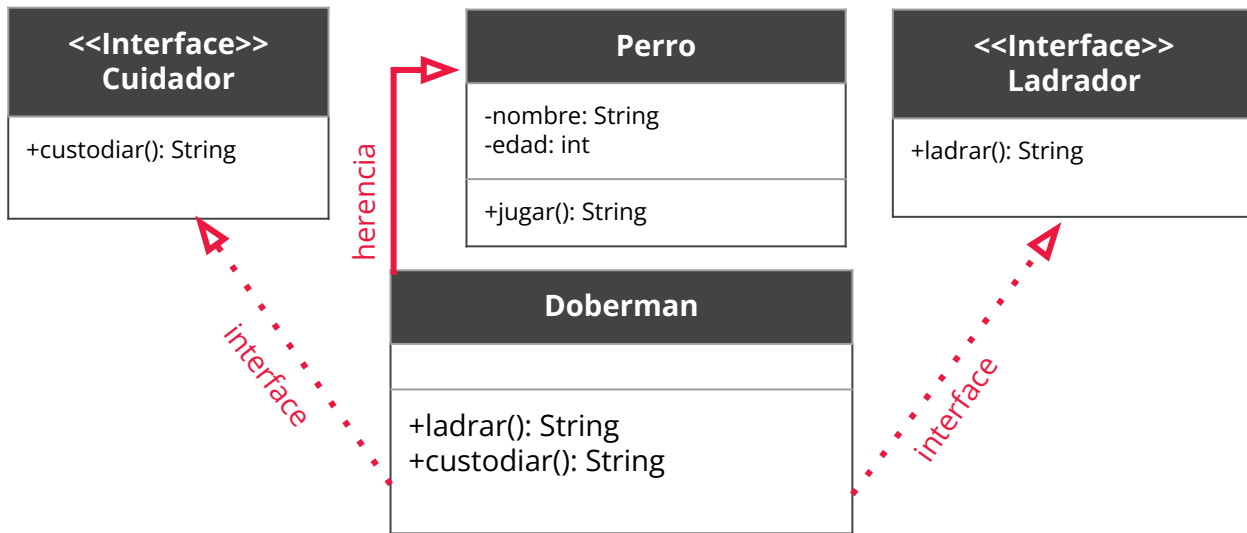 <<Interface>>
Cuidador
+custodiar(): String
Perro
-nombre: String
-edad: int
+jugar(): String
<<Interface>>
Ladrador
+ladrar(): String
herencia
interface
interface
Doberman
+ladrar(): String
+custodiar(): String